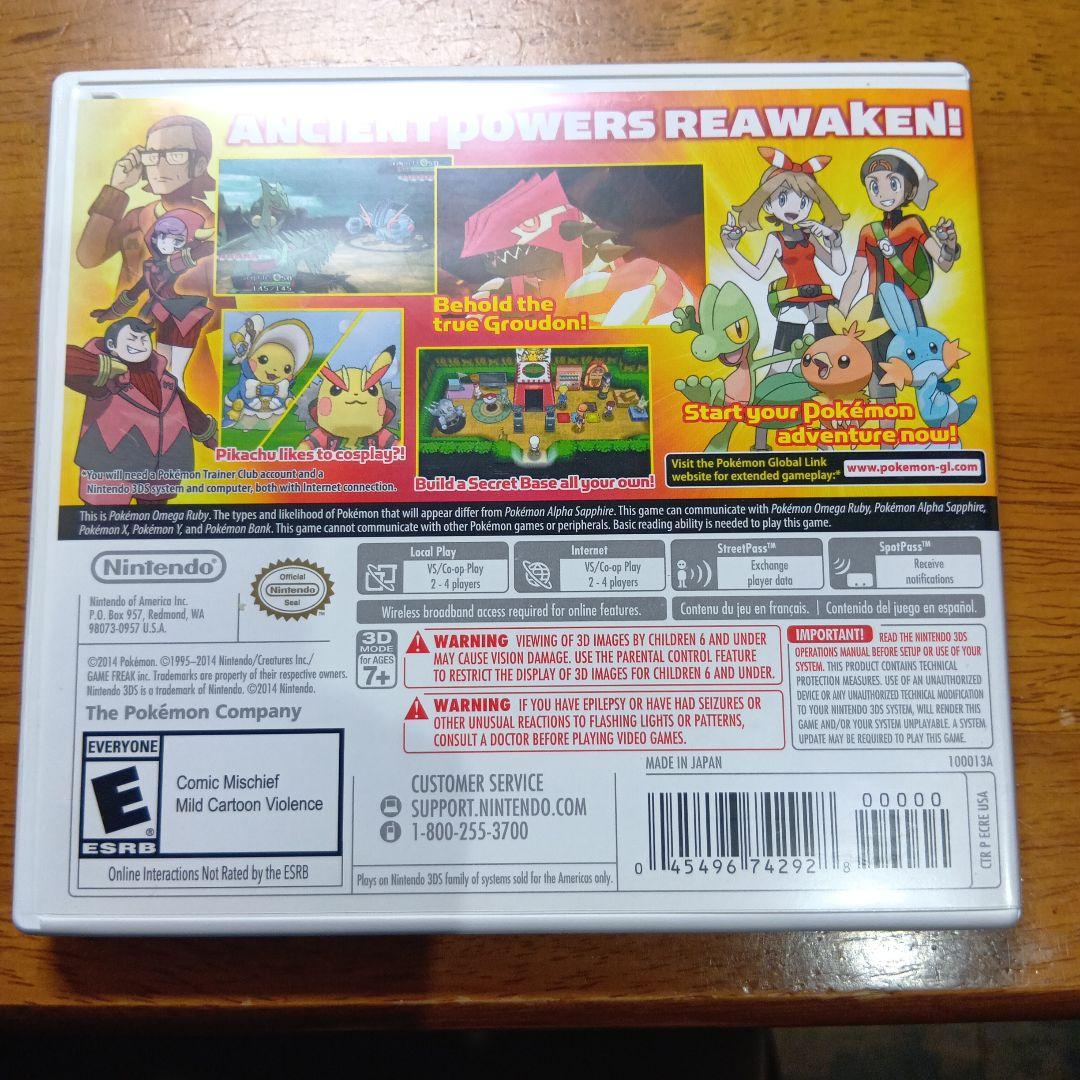 ANCIENT POWERS REAWAKEN!
145/145
Behold the
true Groudon!
Pikachu likes to cosplay?!
Build a Secret Base all your own!
Start your Pokémon
adventure now!
*You will need a Pokémon Trainer Club account and a
Nintendo 3DS system and computer, both with Internet connection.
Visit the Pokémon Global Link
website for extended gameplay:*
www.pokemon-gl.com
This is Pokémon Omega Ruby. The types and likelihood of Pokémon that will appear differ from Pokémon Alpha Sapphire. This game can communicate with Pokémon Omega Ruby, Pokémon Alpha Sapphire,
Pokémon X, Pokémon Y, and Pokémon Bank. This game cannot communicate with other Pokémon games or peripherals. Basic reading ability is needed to play this game.
Nintendo®
Nintendo of America Inc.
P.O. Box 957, Redmond, WA
98073-0957 U.S.A.
Official
Nintendo
Seal
Local Play
VS/Co-op Play
2 - 4 players
Internet
VS/Co-op Play
2 - 4 players
StreetPass™
Exchange
player data
SpotPass™
Receive
notifications
Wireless broadband access required for online features.
Contenu du jeu en français. | Contenido del juego en español.
©2014 Pokémon. ©1995–2014 Nintendo/Creatures Inc./
GAME FREAK inc. Trademarks are property of their respective owners.
Nintendo 3DS is a trademark of Nintendo. ©2014 Nintendo.
The Pokémon Company
3D
MODE
for AGES
7+
WARNING VIEWING OF 3D IMAGES BY CHILDREN 6 AND UNDER
MAY CAUSE VISION DAMAGE. USE THE PARENTAL CONTROL FEATURE
TO RESTRICT THE DISPLAY OF 3D IMAGES FOR CHILDREN 6 AND UNDER.
WARNING IF YOU HAVE EPILEPSY OR HAVE HAD SEIZURES OR
OTHER UNUSUAL REACTIONS TO FLASHING LIGHTS OR PATTERNS,
CONSULT A DOCTOR BEFORE PLAYING VIDEO GAMES.
IMPORTANT! READ THE NINTENDO 3DS
OPERATIONS MANUAL BEFORE SETUP OR USE OF YOUR
SYSTEM. THIS PRODUCT CONTAINS TECHNICAL
PROTECTION MEASURES. USE OF AN UNAUTHORIZED
DEVICE OR ANY UNAUTHORIZED TECHNICAL MODIFICATION
TO YOUR NINTENDO 3DS SYSTEM, WILL RENDER THIS
GAME AND/OR YOUR SYSTEM UNPLAYABLE. A SYSTEM
UPDATE MAY BE REQUIRED TO PLAY THIS GAME.
EVERYONE
E®
ESRB
Comic Mischief
Mild Cartoon Violence
Online Interactions Not Rated by the ESRB
CUSTOMER SERVICE
SUPPORT.NINTENDO.COM
1-800-255-3700
Plays on Nintendo 3DS family of systems sold for the Americas only.
MADE IN JAPAN
100013A
00000
0 45496 74292 8
CTR P ECRE USA